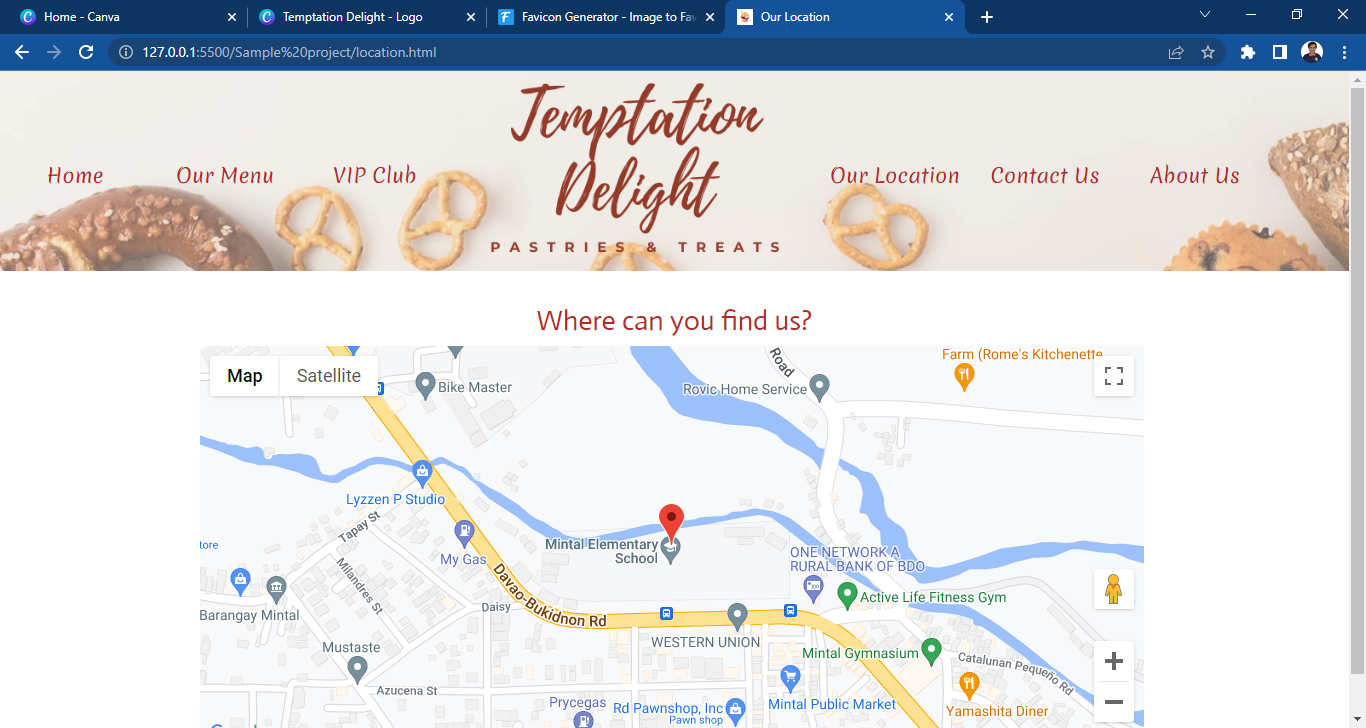 Home - Canva
Temptation Delight - Logo
Favicon Generator - Image to Fav
Our Location
127.0.0.1:5500/Sample%20project/location.html
Temptation
Delight
PASTRIES & TREATS
Home
Our Menu
VIP Club
Our Location
Contact Us
About Us
Where can you find us?
Map
Satellite
Bike Master
Road
Rovic Home Service
Farm (Rome's Kitchenette
Lyzzen P Studio
Tapay St
tore
My Gas
Mintal Elementary
School
ONE NETWORK A
RURAL BANK OF BDO
Barangay Mintal
Milandres St
Daisy
Davao-Bukidnon Rd
Active Life Fitness Gym
WESTERN UNION
Mustaste
Mintal Gymnasium
Catalunan Pequeño Rd
Azucena St
Prycegas
Rd Pawnshop, Inc
Pawn shop
Mintal Public Market
Yamashita Diner